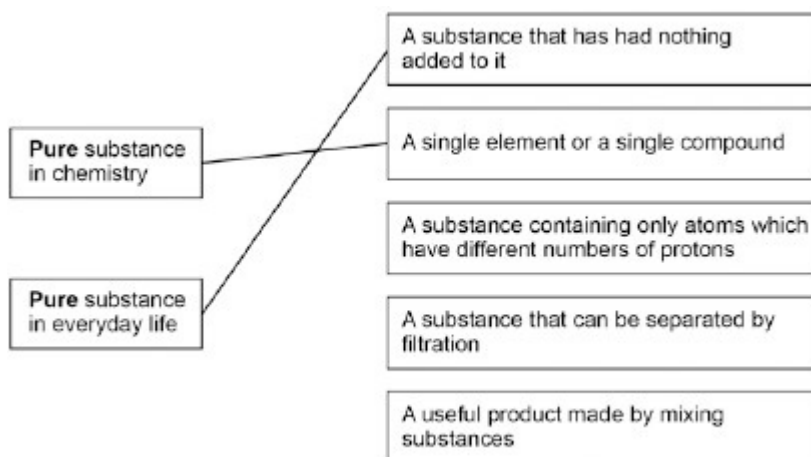 Pure substance
in chemistry
Pure substance
in everyday life
A substance that has had nothing
added to it
A single element or a single compound
A substance containing only atoms which
have different numbers of protons
A substance that can be separated by
filtration
A useful product made by mixing
substances